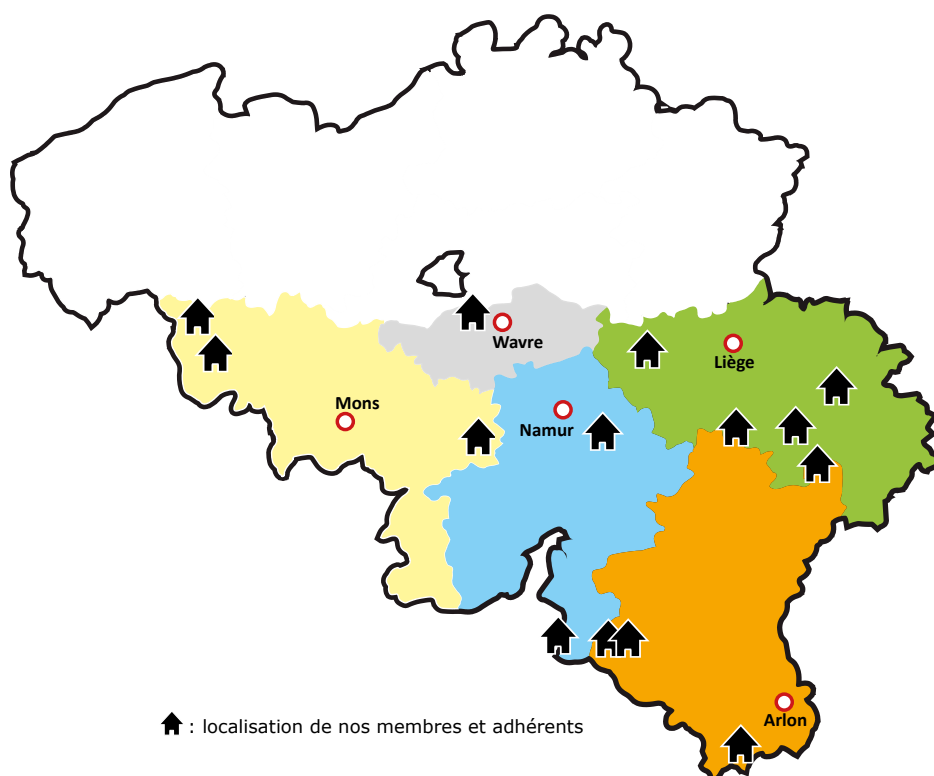 Wavre
Liège
Mons
Namur
Arlon
: localisation de nos membres et adhérents